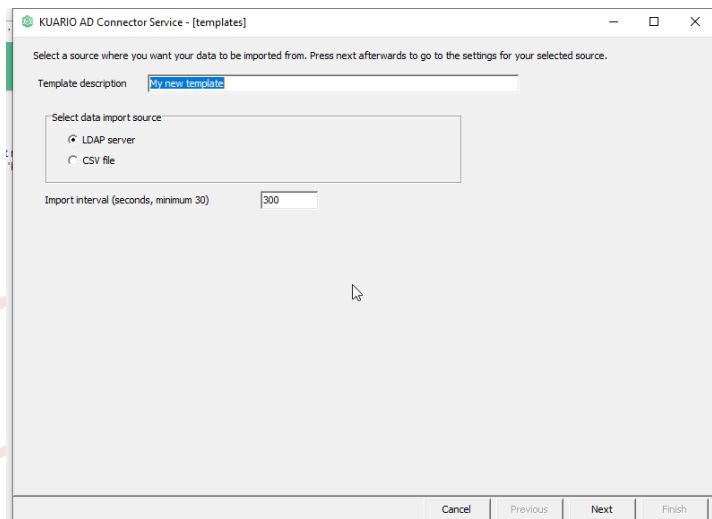 KUARIO AD Connector Service - [templates]
Select a source where you want your data to be imported from. Press next afterwards to go to the settings for your selected source.
Template description My new template
Select data import source
LDAP server
CSV file
Import interval (seconds, minimum 30) 300
Cancel Previous Next Finish